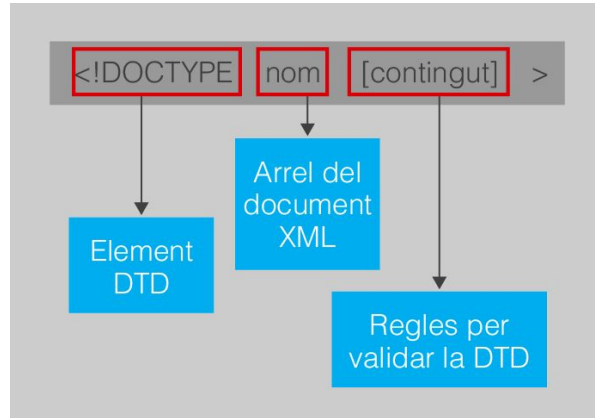 <!DOCTYPE nom [contingut] >
Arrel del
document
XML
Element
DTD
Regles per
validar la DTD